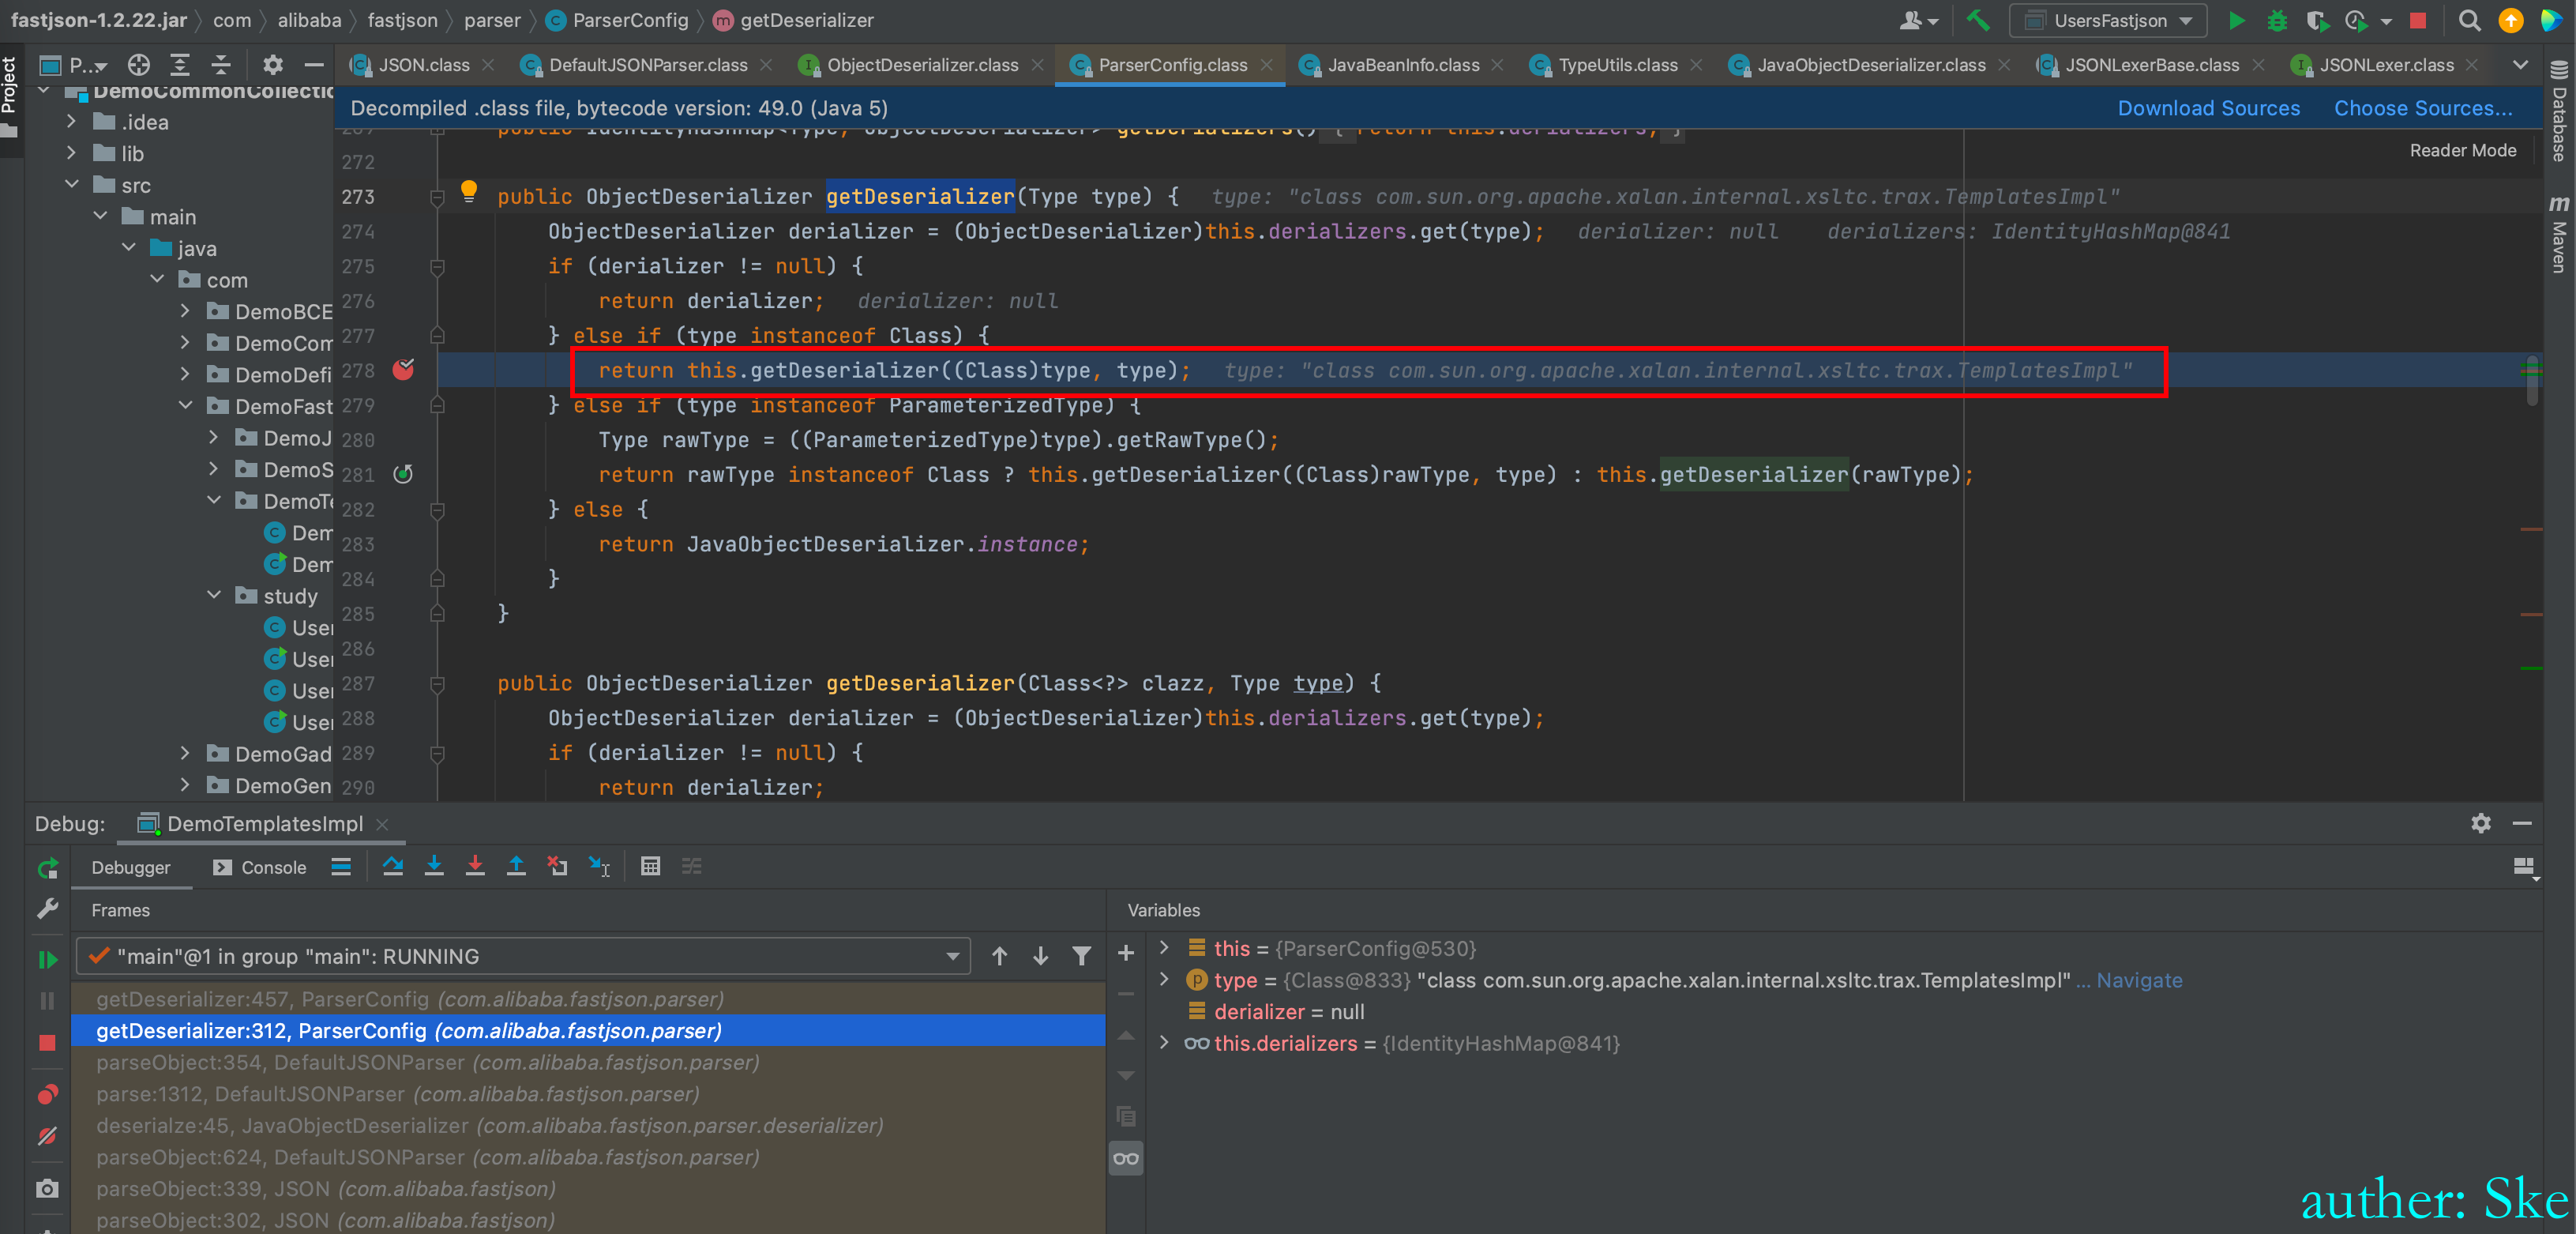 fastjson-1.2.22.jar com alibaba fastjson parser ParserConfig getDeserializer
UsersFastjson
Project
P...
JSON.class DefaultJSONParser.class ObjectDeserializer.class ParserConfig.class JavaBeanInfo.class TypeUtils.class JavaObjectDeserializer.class JSONLexerBase.class JSONLexer.class
Database
Maven
DemoCommonCollectio
.idea
lib
src
main
java
com
DemoBCE
DemoCom
DemoDefi
DemoFast
DemoJ
DemoS
DemoTe
Dem
Dem
study
User
User
User
User
DemoGad
DemoGen
Decompiled .class file, bytecode version: 49.0 (Java 5) Download Sources Choose Sources...
Reader Mode
public IdentityHashMap<Type, ObjectDeserializer> getDerializers() { return this.derializers; }
272
273 public ObjectDeserializer getDeserializer(Type type) { type: "class com.sun.org.apache.xalan.internal.xsltc.trax.TemplatesImpl"
274 ObjectDeserializer derializer = (ObjectDeserializer)this.derializers.get(type); derializer: null derializers: IdentityHashMap@841
275 if (derializer != null) {
276 return derializer; derializer: null
277 } else if (type instanceof Class) {
278 return this.getDeserializer((Class)type, type); type: "class com.sun.org.apache.xalan.internal.xsltc.trax.TemplatesImpl"
279 } else if (type instanceof ParameterizedType) {
280 Type rawType = ((ParameterizedType)type).getRawType();
281 return rawType instanceof Class ? this.getDeserializer((Class)rawType, type) : this.getDeserializer(rawType);
282 } else {
283 return JavaObjectDeserializer.instance;
284 }
285 }
286
287 public ObjectDeserializer getDeserializer(Class<?> clazz, Type type) {
288 ObjectDeserializer derializer = (ObjectDeserializer)this.derializers.get(type);
289 if (derializer != null) {
290 return derializer;
Debug: DemoTemplatesImpl
Debugger Console
Frames
"main"@1 in group "main": RUNNING
getDeserializer:457, ParserConfig (com.alibaba.fastjson.parser)
getDeserializer:312, ParserConfig (com.alibaba.fastjson.parser)
parseObject:354, DefaultJSONParser (com.alibaba.fastjson.parser)
parse:1312, DefaultJSONParser (com.alibaba.fastjson.parser)
deserialze:45, JavaObjectDeserializer (com.alibaba.fastjson.parser.deserializer)
parseObject:624, DefaultJSONParser (com.alibaba.fastjson.parser)
parseObject:339, JSON (com.alibaba.fastjson)
parseObject:302, JSON (com.alibaba.fastjson)
Variables
this = {ParserConfig@530}
type = {Class@833} "class com.sun.org.apache.xalan.internal.xsltc.trax.TemplatesImpl" ... Navigate
derializer = null
this.derializers = {IdentityHashMap@841}
auther: Ske